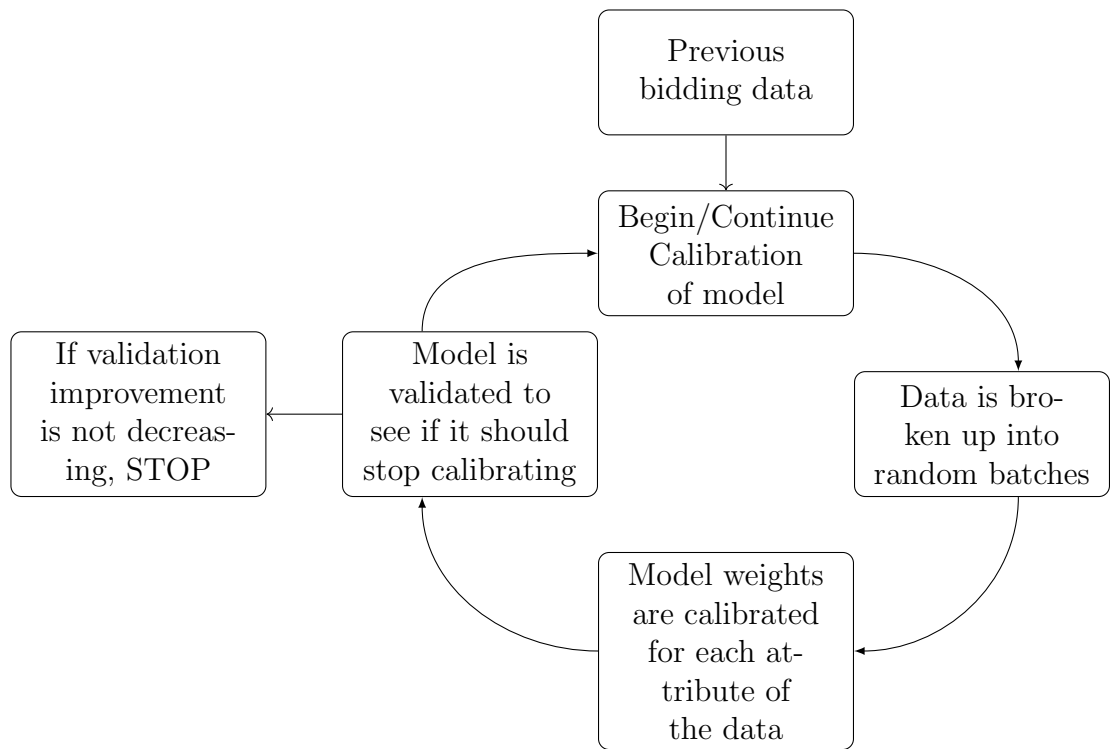 Previous
bidding data
Begin/Continue
Calibration
of model
If validation
improvement
is not decreas-
ing, STOP
Model is
validated to
see if it should
stop calibrating
Data is bro-
ken up into
random batches
Model weights
are calibrated
for each at-
tribute of
the data